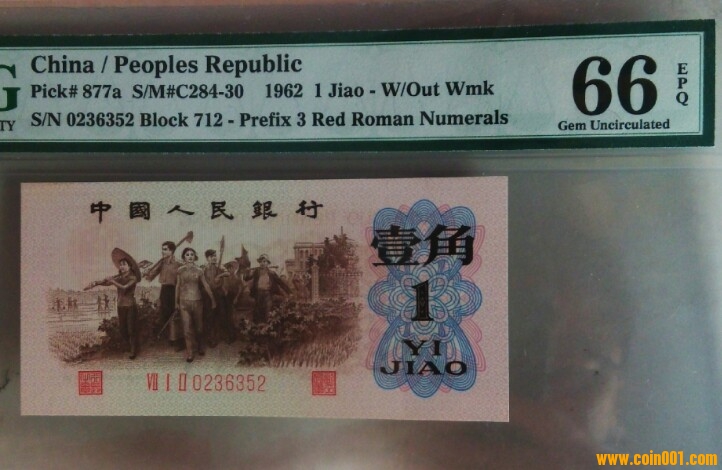 China / Peoples Republic
Pick# 877a S/M#C284-30 1962 1 Jiao - W/Out Wmk
S/N 0236352 Block 712 - Prefix 3 Red Roman Numerals
66
EPQ
Gem Uncirculated
中國人民銀行
壹角
1
YI
JIAO
VII I II 0236352
www.coin001.com